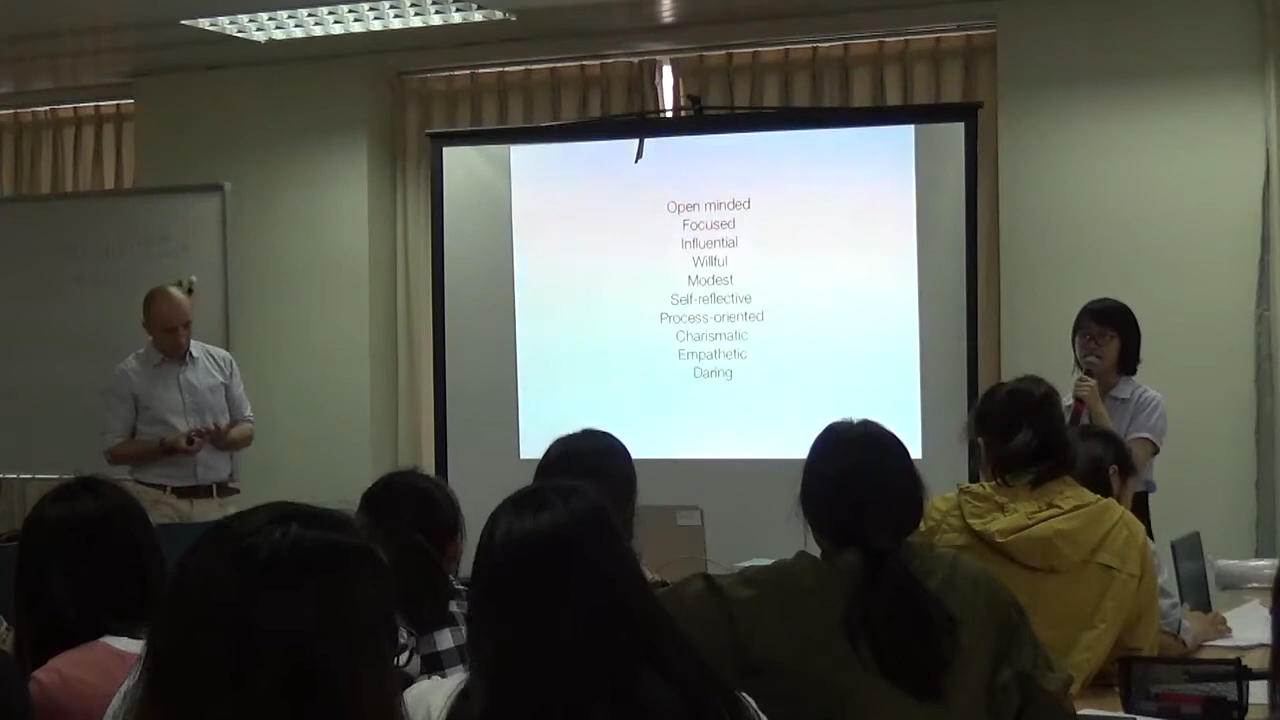 Open minded
Focused
Influential
Willful
Modest
Self-reflective
Process-oriented
Charismatic
Empathetic
Daring